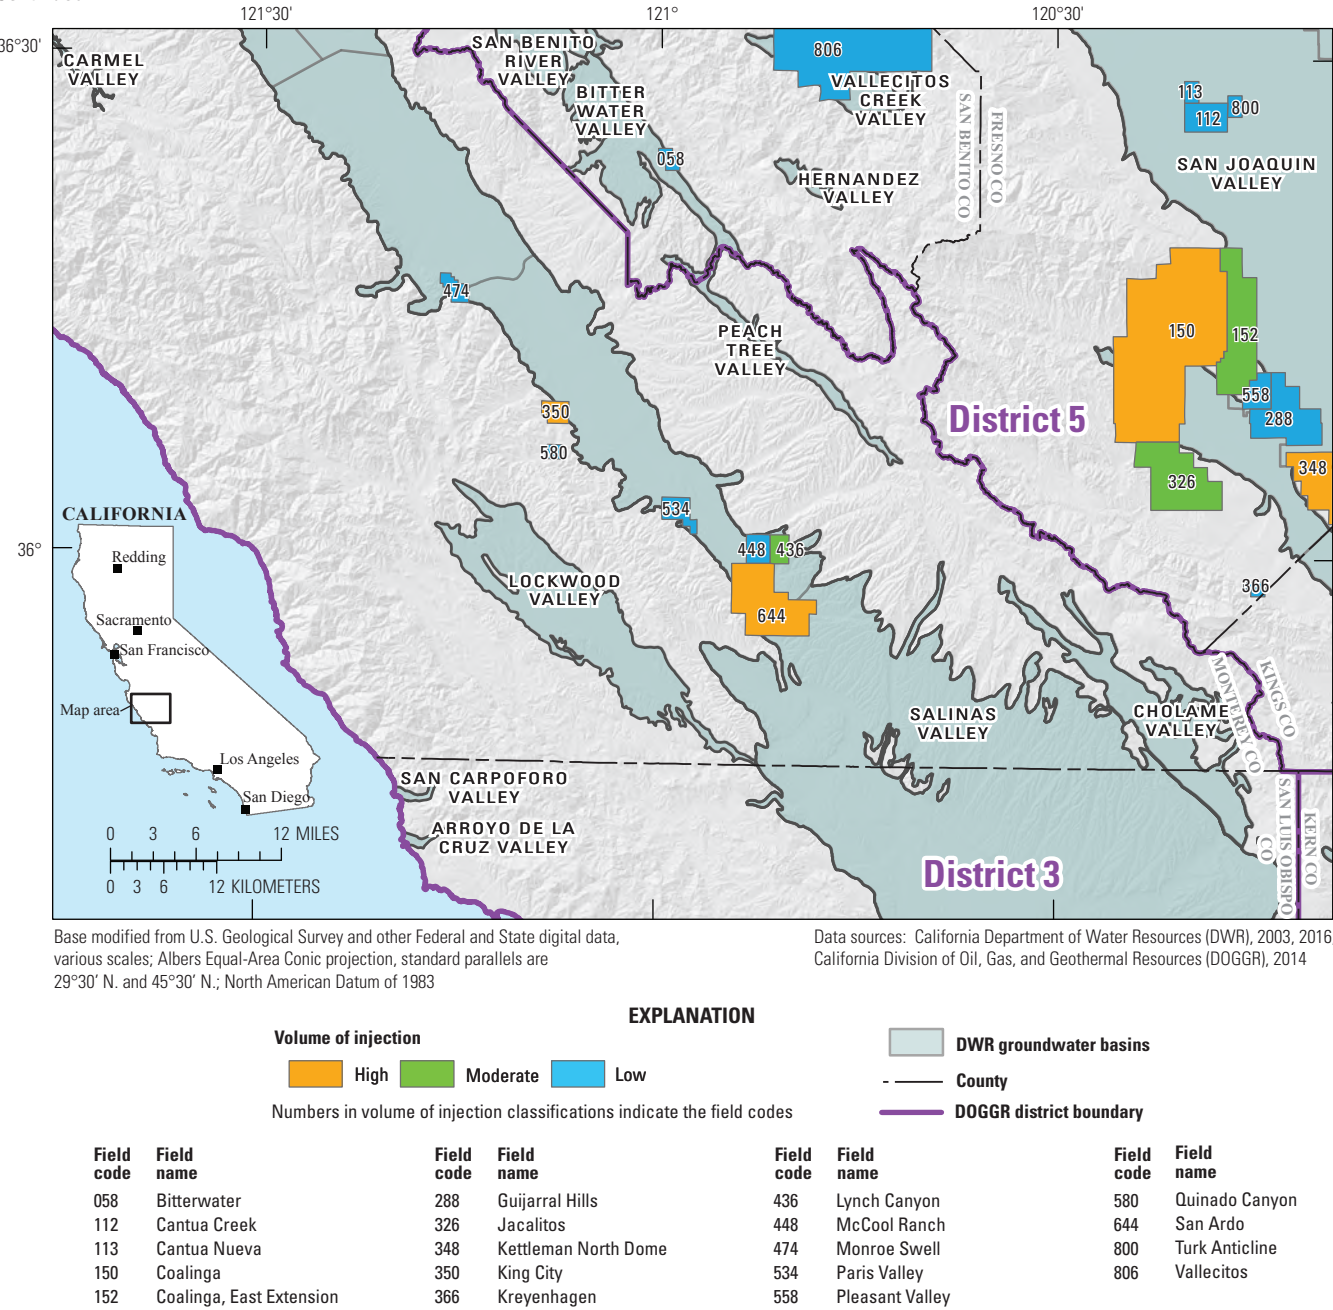 121°30'
121°
120°30'
36°30'
CARMEL
VALLEY
SAN BENITO
RIVER
VALLEY
BITTER
WATER
VALLEY
806
VALLECITOS
CREEK
VALLEY
SAN BENITO CO
FRESNO CO
113
112
800
SAN JOAQUIN
VALLEY
058
HERNANDEZ
VALLEY
474
PEACH
TREE
VALLEY
150
152
District 5
558
288
350
580
348
326
534
448
436
36°
366
644
LOCKWOOD
VALLEY
CALIFORNIA
Redding
Sacramento
San Francisco
Map area
Los Angeles
San Diego
SALINAS
VALLEY
CHOLAME
VALLEY
MONTEREY CO
KINGS CO
SAN CARPOFORO
VALLEY
ARROYO DE LA
CRUZ VALLEY
SAN LUIS OBISPO
CO
KERN CO
District 3
0 3 6 12 MILES
0 3 6 12 KILOMETERS
Base modified from U.S. Geological Survey and other Federal and State digital data,
various scales; Albers Equal-Area Conic projection, standard parallels are
29°30' N. and 45°30' N.; North American Datum of 1983
Data sources: California Department of Water Resources (DWR), 2003, 2016,
California Division of Oil, Gas, and Geothermal Resources (DOGGR), 2014
EXPLANATION
Volume of injection
High Moderate Low
Numbers in volume of injection classifications indicate the field codes
DWR groundwater basins
County
DOGGR district boundary
Field code Field name
058 Bitterwater
112 Cantua Creek
113 Cantua Nueva
150 Coalinga
152 Coalinga, East Extension
Field code Field name
288 Guijarral Hills
326 Jacalitos
348 Kettleman North Dome
350 King City
366 Kreyenhagen
Field code Field name
436 Lynch Canyon
448 McCool Ranch
474 Monroe Swell
534 Paris Valley
558 Pleasant Valley
Field code Field name
580 Quinado Canyon
644 San Ardo
800 Turk Anticline
806 Vallecitos